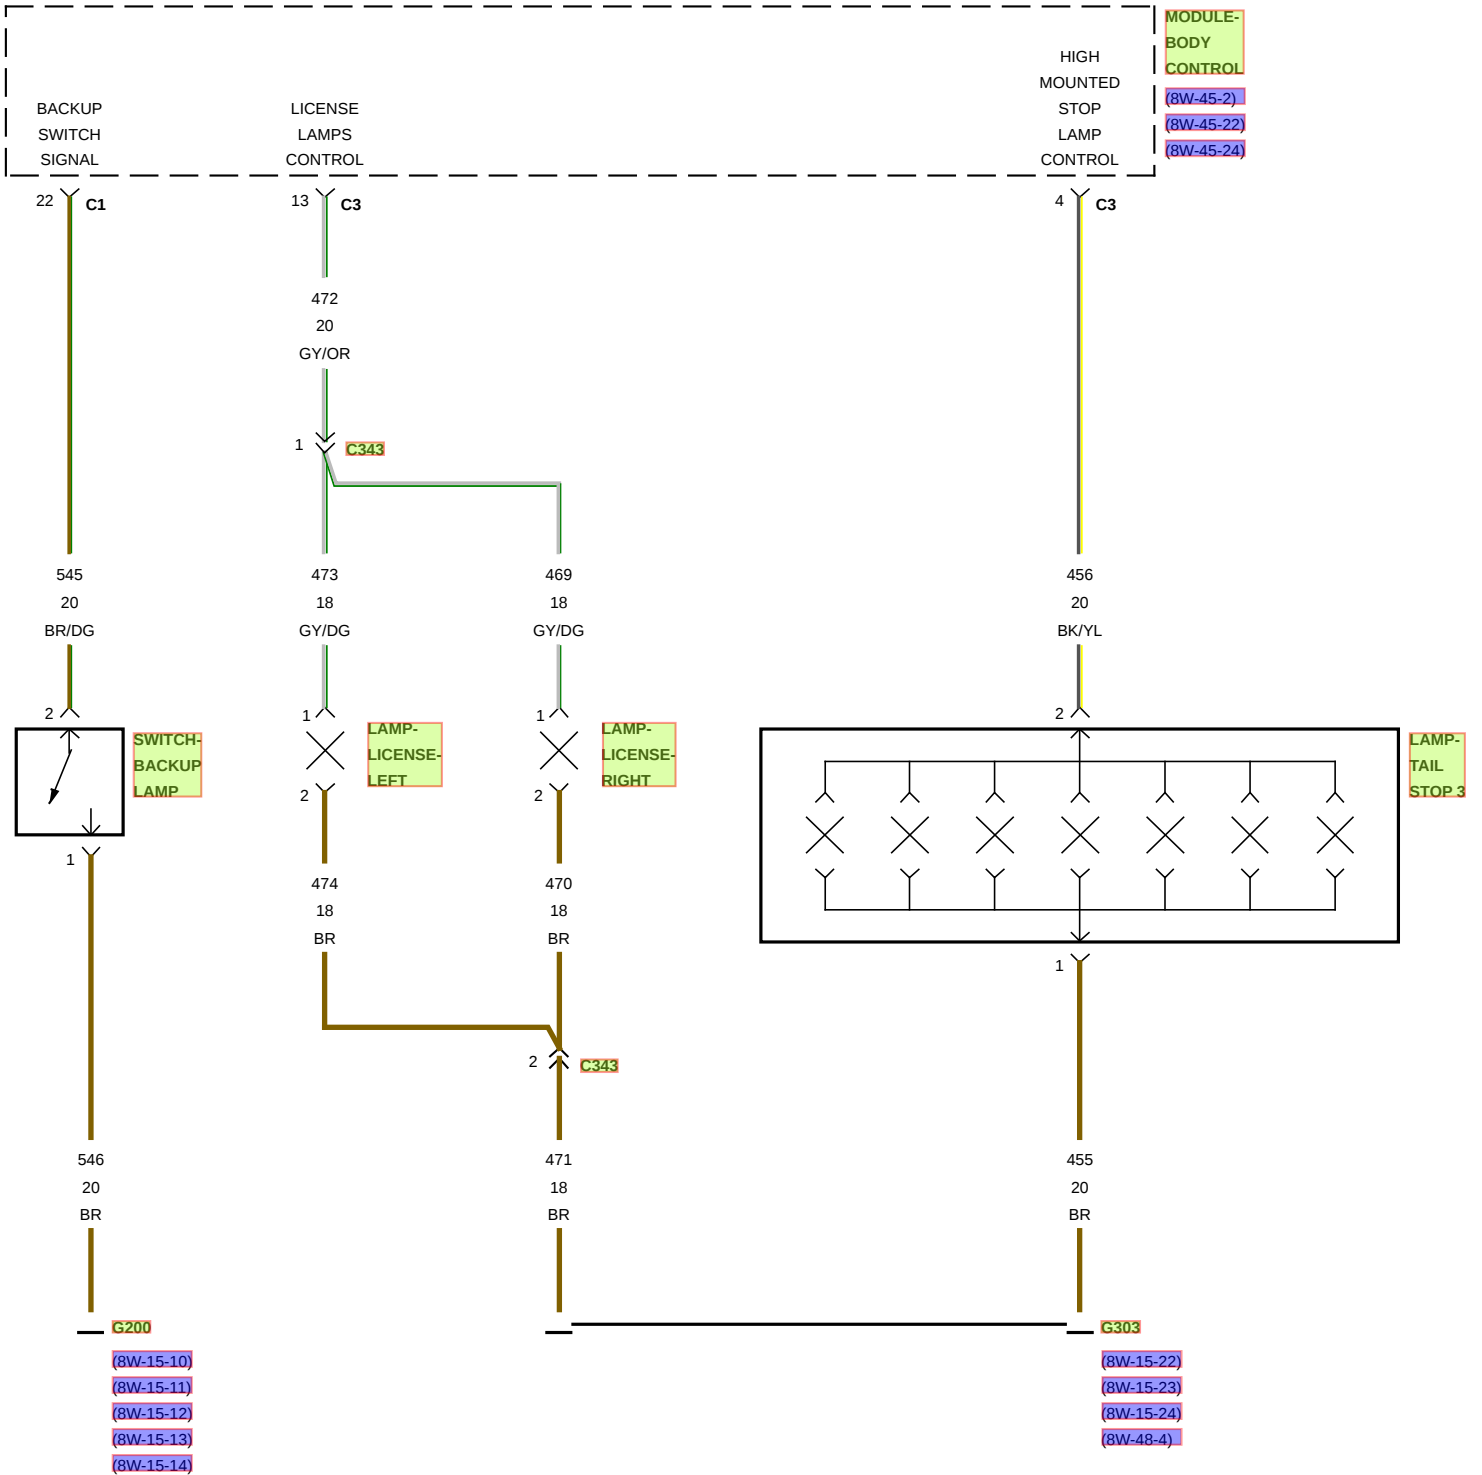 MODULE-
BODY
CONTROL
(8W-45-2)
(8W-45-22)
(8W-45-24)
BACKUP
SWITCH
SIGNAL
LICENSE
LAMPS
CONTROL
HIGH
MOUNTED
STOP
LAMP
CONTROL
22 C1
13 C3
4 C3
472
20
GY/OR
1 C343
545
20
BR/DG
473
18
GY/DG
469
18
GY/DG
456
20
BK/YL
2
SWITCH-
BACKUP
LAMP
1
1
LAMP-
LICENSE-
LEFT
2
1
LAMP-
LICENSE-
RIGHT
2
2
LAMP-
TAIL
STOP 3
1
474
18
BR
470
18
BR
2 C343
546
20
BR
471
18
BR
455
20
BR
G200
(8W-15-10)
(8W-15-11)
(8W-15-12)
(8W-15-13)
(8W-15-14)
G303
(8W-15-22)
(8W-15-23)
(8W-15-24)
(8W-48-4)